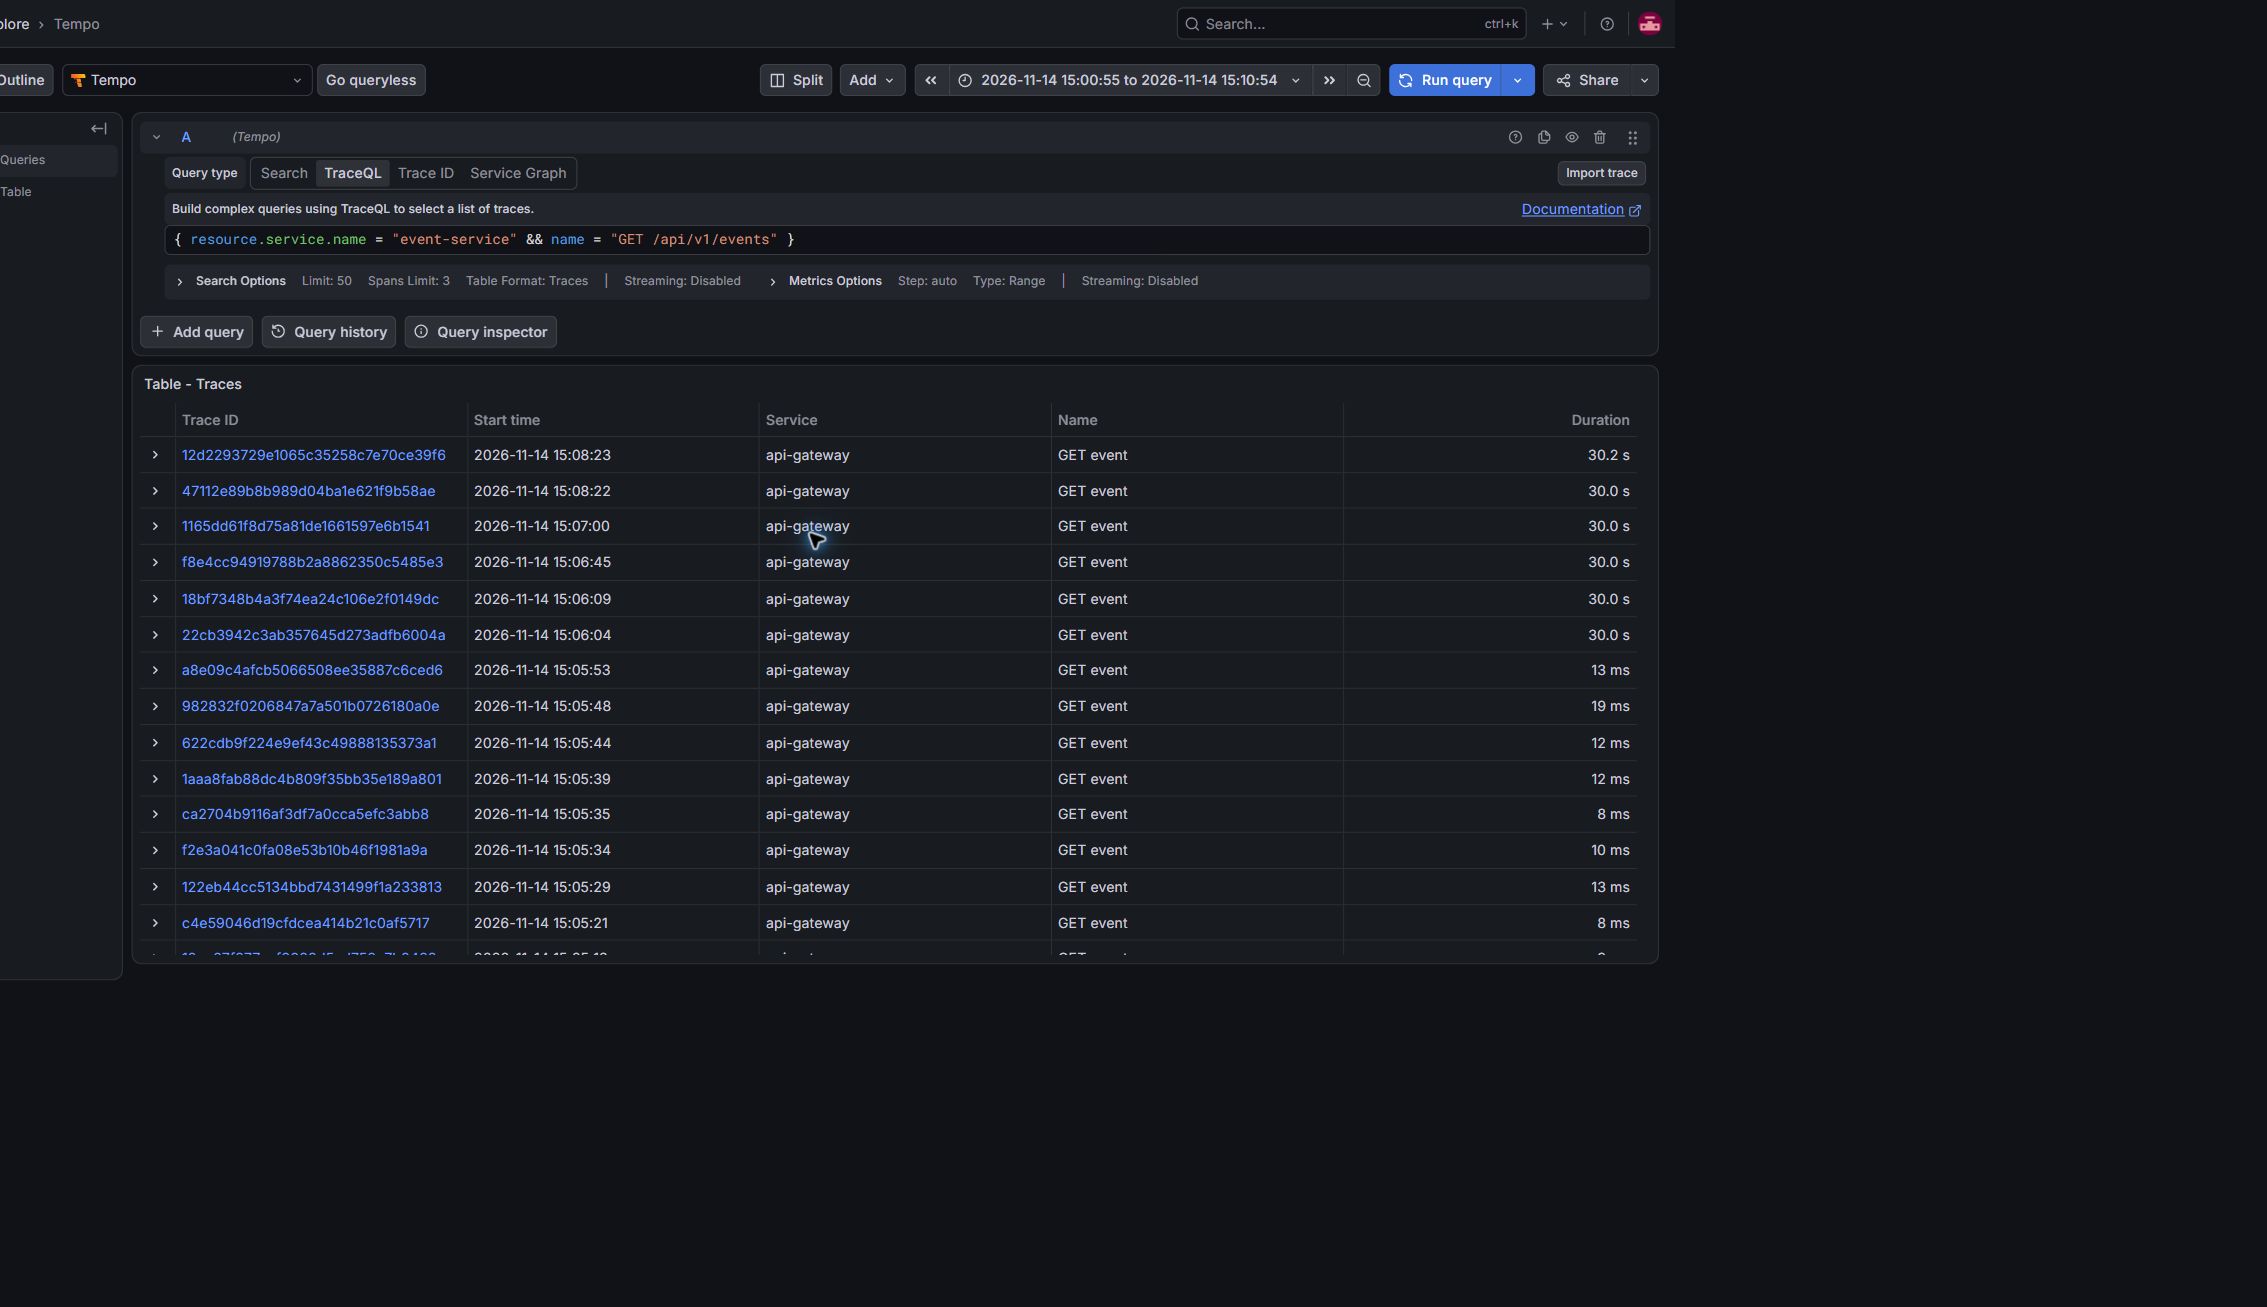 plore › Tempo
Search... ctrl+k
Outline Tempo Go queryless Split Add 2026-11-14 15:00:55 to 2026-11-14 15:10:54 Run query Share
Queries
Table
A (Tempo)
Query type Search TraceQL Trace ID Service Graph Import trace
Build complex queries using TraceQL to select a list of traces. Documentation
{ resource.service.name = "event-service" && name = "GET /api/v1/events" }
Search Options Limit: 50 Spans Limit: 3 Table Format: Traces | Streaming: Disabled Metrics Options Step: auto Type: Range | Streaming: Disabled
+ Add query Query history Query inspector
Table - Traces
Trace ID Start time Service Name Duration
12d2293729e1065c35258c7e70ce39f6 2026-11-14 15:08:23 api-gateway GET event 30.2 s
47112e89b8b989d04ba1e621f9b58ae 2026-11-14 15:08:22 api-gateway GET event 30.0 s
1165dd61f8d75a81de1661597e6b1541 2026-11-14 15:07:00 api-gateway GET event 30.0 s
f8e4cc94919788b2a8862350c5485e3 2026-11-14 15:06:45 api-gateway GET event 30.0 s
18bf7348b4a3f74ea24c106e2f0149dc 2026-11-14 15:06:09 api-gateway GET event 30.0 s
22cb3942c3ab357645d273adfb6004a 2026-11-14 15:06:04 api-gateway GET event 30.0 s
a8e09c4afcb5066508ee35887c6ced6 2026-11-14 15:05:53 api-gateway GET event 13 ms
982832f0206847a7a501b0726180a0e 2026-11-14 15:05:48 api-gateway GET event 19 ms
622cdb9f224e9ef43c49888135373a1 2026-11-14 15:05:44 api-gateway GET event 12 ms
1aaa8fab88dc4b809f35bb35e189a801 2026-11-14 15:05:39 api-gateway GET event 12 ms
ca2704b9116af3df7a0cca5efc3abb8 2026-11-14 15:05:35 api-gateway GET event 8 ms
f2e3a041c0fa08e53b10b46f1981a9a 2026-11-14 15:05:34 api-gateway GET event 10 ms
122eb44cc5134bbd7431499f1a233813 2026-11-14 15:05:29 api-gateway GET event 13 ms
c4e59046d19cfdcea414b21c0af5717 2026-11-14 15:05:21 api-gateway GET event 8 ms